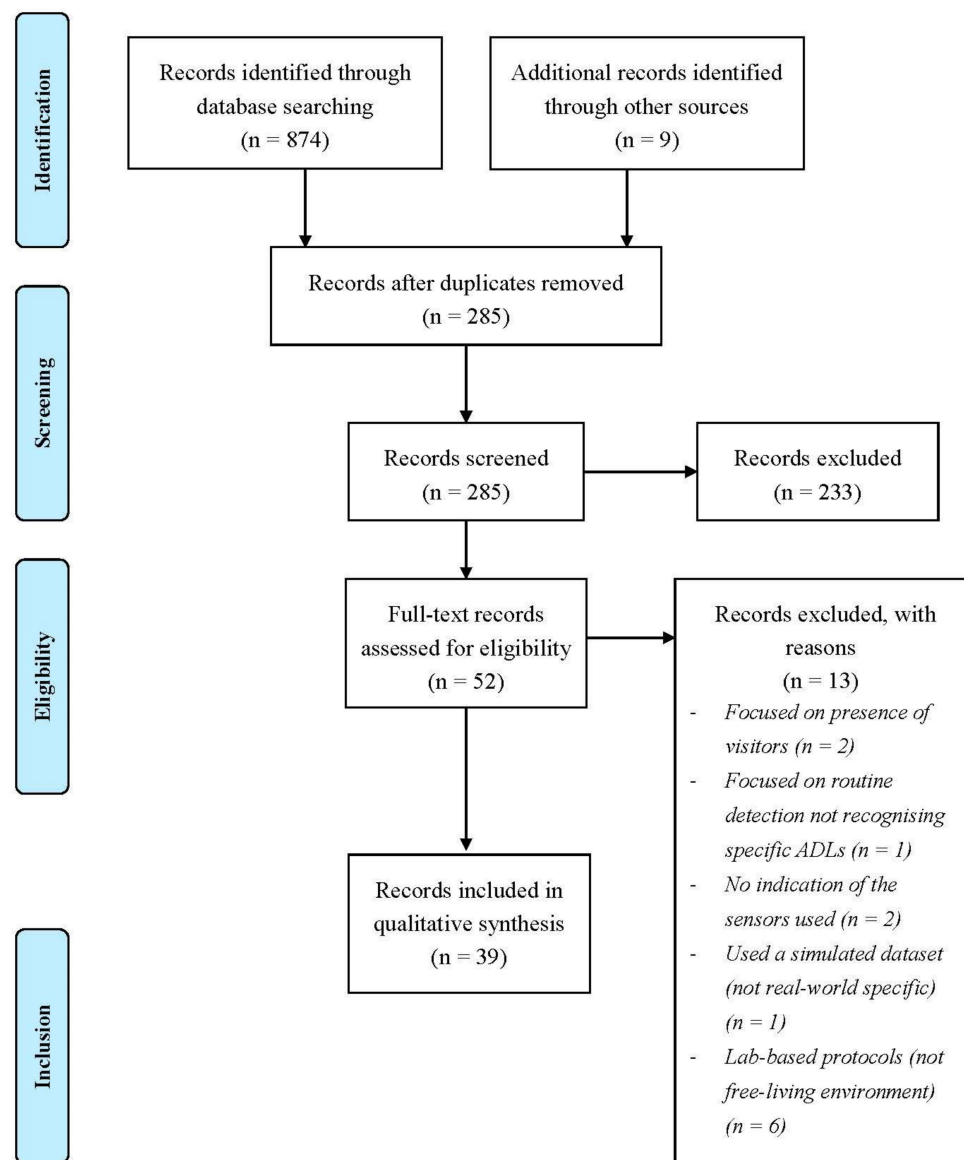 Identification
Records identified through
database searching
(n = 874)
Additional records identified
through other sources
(n = 9)
Records after duplicates removed
(n = 285)
Screening
Records screened
(n = 285)
Records excluded
(n = 233)
Eligibility
Full-text records
assessed for eligibility
(n = 52)
Records excluded, with
reasons
(n = 13)
- Focused on presence of
visitors (n = 2)
- Focused on routine
detection not recognising
specific ADLs (n = 1)
- No indication of the
sensors used (n = 2)
- Used a simulated dataset
(not real-world specific)
(n = 1)
- Lab-based protocols (not
free-living environment)
(n = 6)
Inclusion
Records included in
qualitative synthesis
(n = 39)